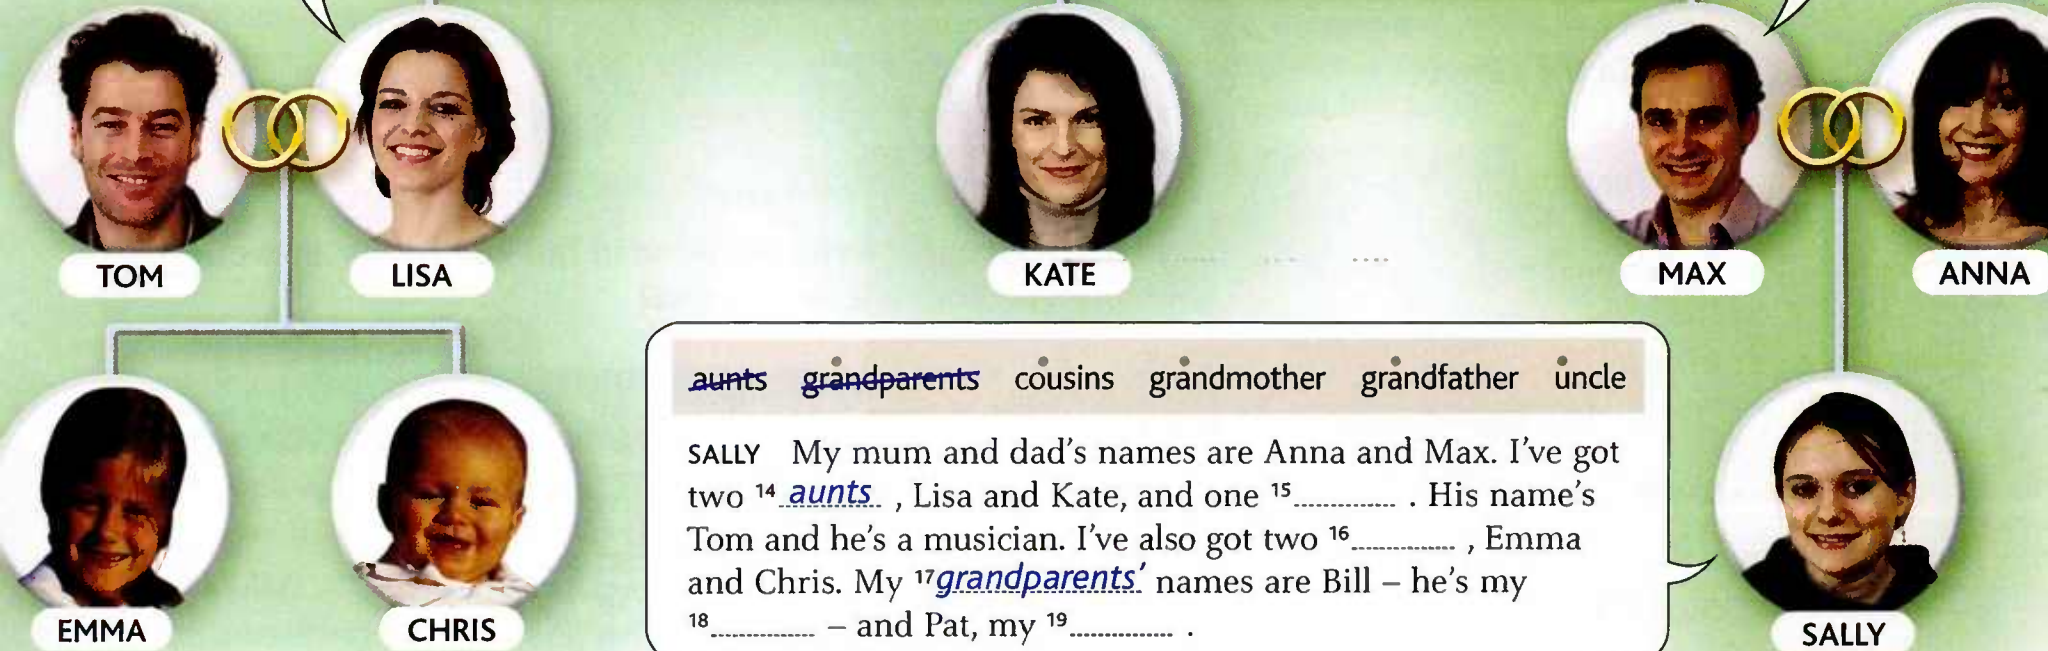 TOM LISA KATE MAX ANNA
aunts grandparents cousins grandmother grandfather uncle
SALLY My mum and dad's names are Anna and Max. I've got
two 14 aunts , Lisa and Kate, and one 15.............. . His name's
Tom and he's a musician. I've also got two 16.............. , Emma
and Chris. My 17 grandparents' names are Bill – he's my
18.............. – and Pat, my 19.............. .
EMMA CHRIS SALLY